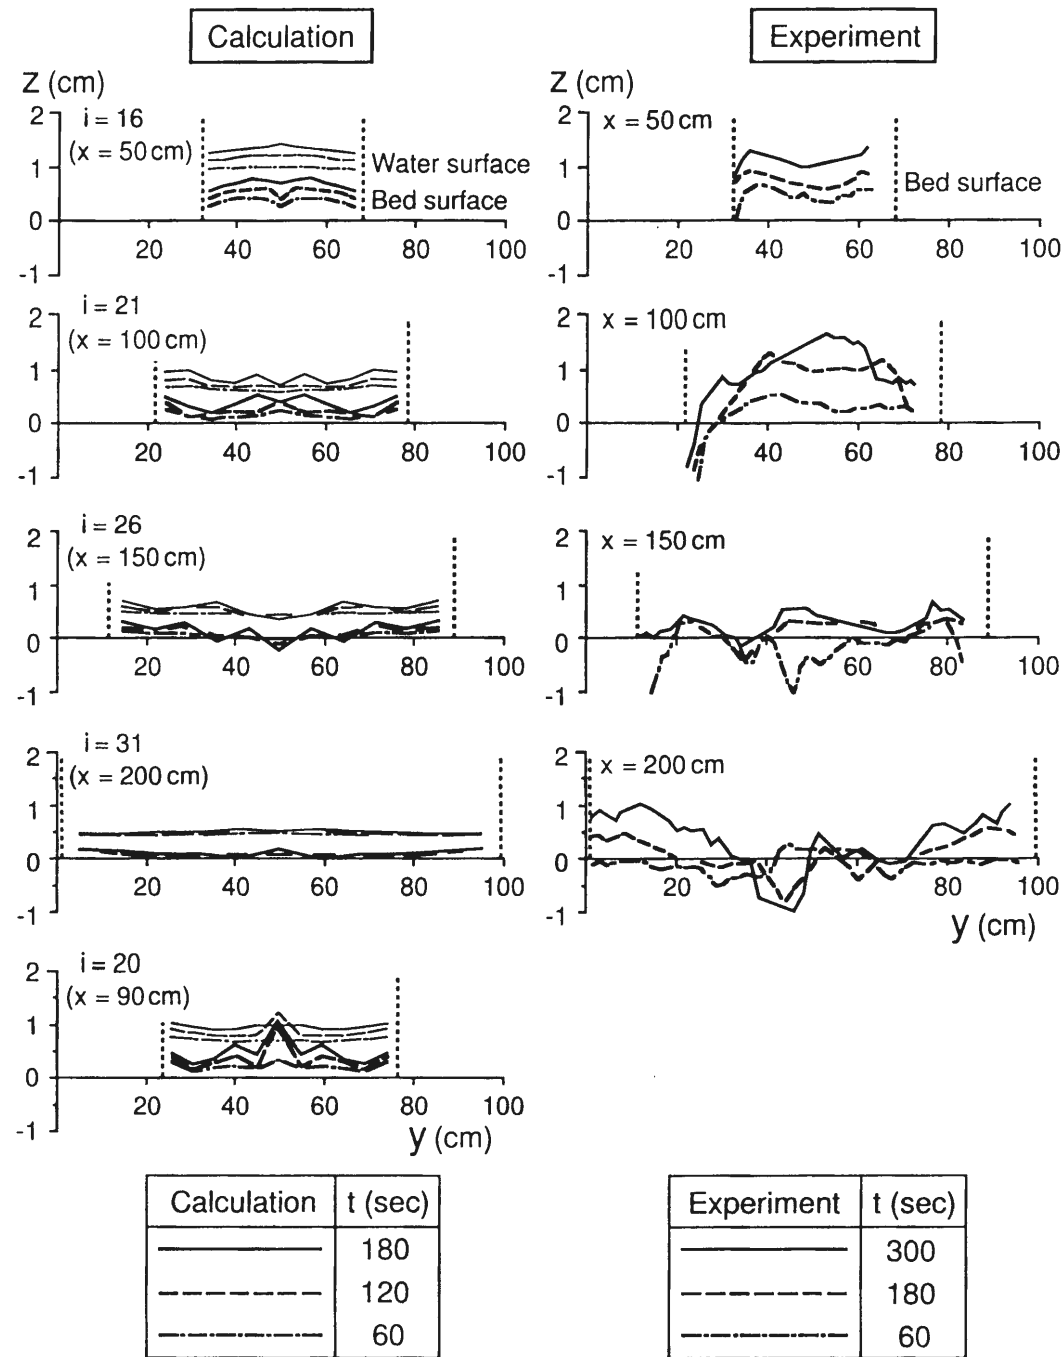 Calculation
Experiment
z (cm)
z (cm)
2
1
0
-1
i = 16
(x = 50 cm)
Water surface
Bed surface
20 40 60 80 100
2
1
0
-1
x = 50 cm
Bed surface
20 40 60 80 100
2
1
0
-1
i = 21
(x = 100 cm)
20 40 60 80 100
2
1
0
-1
x = 100 cm
40 60 80 100
2
1
0
-1
i = 26
(x = 150 cm)
20 40 60 80 100
2
1
0
-1
x = 150 cm
20 40 60 80 100
2
1
0
-1
i = 31
(x = 200 cm)
20 40 60 80 100
2
1
0
-1
x = 200 cm
20 80 100
y (cm)
2
1
0
-1
i = 20
(x = 90 cm)
20 40 60 80 100
y (cm)
Calculation t (sec)
180
120
60
Experiment t (sec)
300
180
60